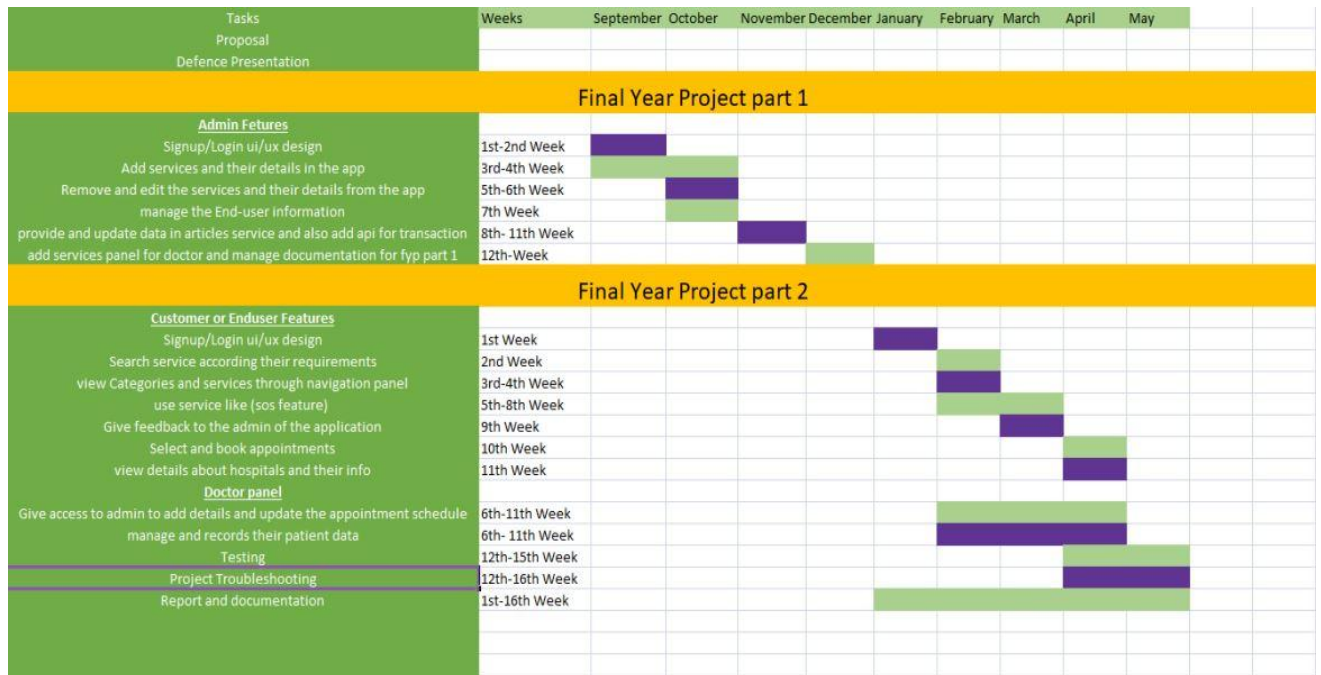 Tasks Weeks September October November December January February March April May
Proposal
Defence Presentation
Final Year Project part 1
Admin Fetures
Signup/Login ui/ux design 1st-2nd Week
Add services and their details in the app 3rd-4th Week
Remove and edit the services and their details from the app 5th-6th Week
manage the End-user information 7th Week
provide and update data in articles service and also add api for transaction 8th- 11th Week
add services panel for doctor and manage documentation for fyp part 1 12th-Week
Final Year Project part 2
Customer or Enduser Features
Signup/Login ui/ux design 1st Week
Search service according their requirements 2nd Week
view Categories and services through navigation panel 3rd-4th Week
use service like (sos feature) 5th-8th Week
Give feedback to the admin of the application 9th Week
Select and book appointments 10th Week
view details about hospitals and their info 11th Week
Doctor panel
Give access to admin to add details and update the appointment schedule 6th-11th Week
manage and records their patient data 6th- 11th Week
Testing 12th-15th Week
Project Troubleshooting 12th-16th Week
Report and documentation 1st-16th Week